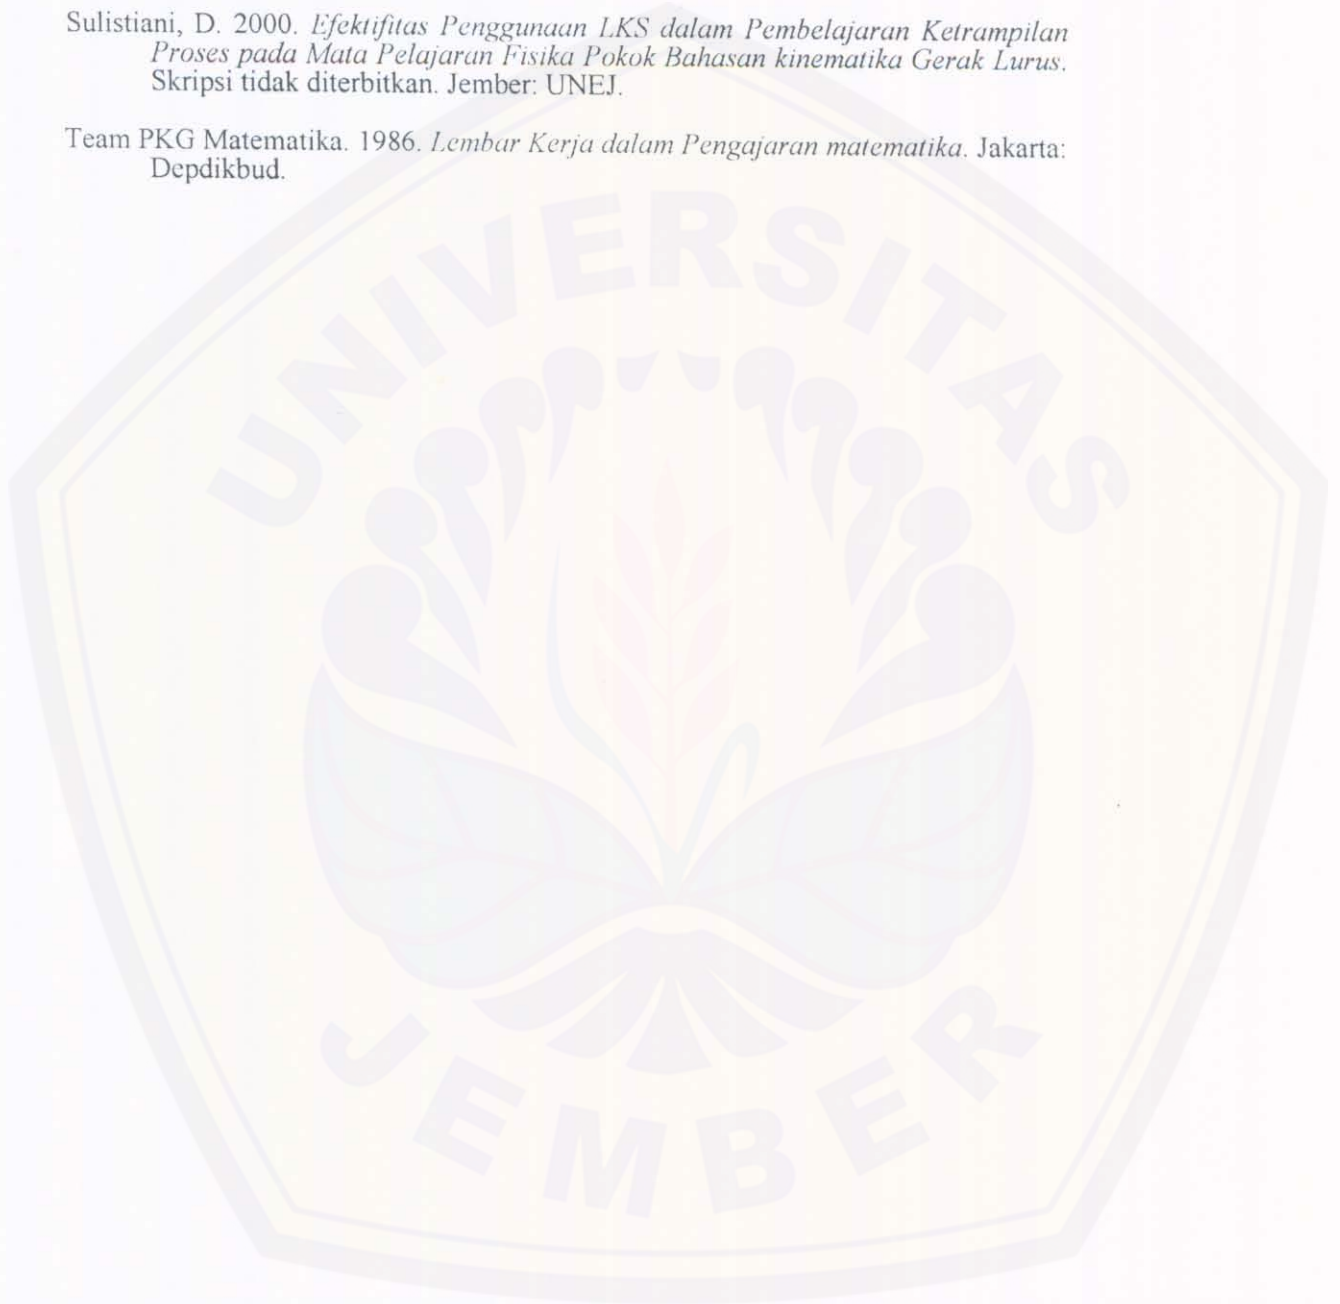 Sulistiani, D. 2000. Efektifitas Penggunaan LKS dalam Pembelajaran Ketrampilan
Proses pada Mata Pelajaran Fisika Pokok Bahasan kinematika Gerak Lurus.
Skripsi tidak diterbitkan. Jember: UNEJ.
Team PKG Matematika. 1986. Lembar Kerja dalam Pengajaran matematika. Jakarta:
Depdikbud.
UNIVERSITAS
JEMBER